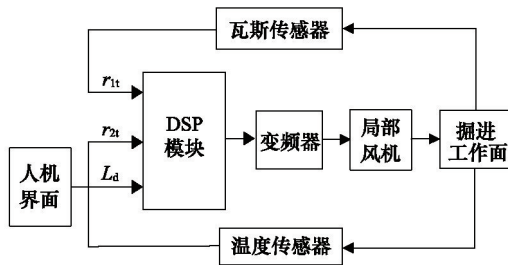 瓦斯传感器
r1t
DSP
模块
r2t
变频器
局部
风机
掘进
工作面
人机
界面
Ld
温度传感器